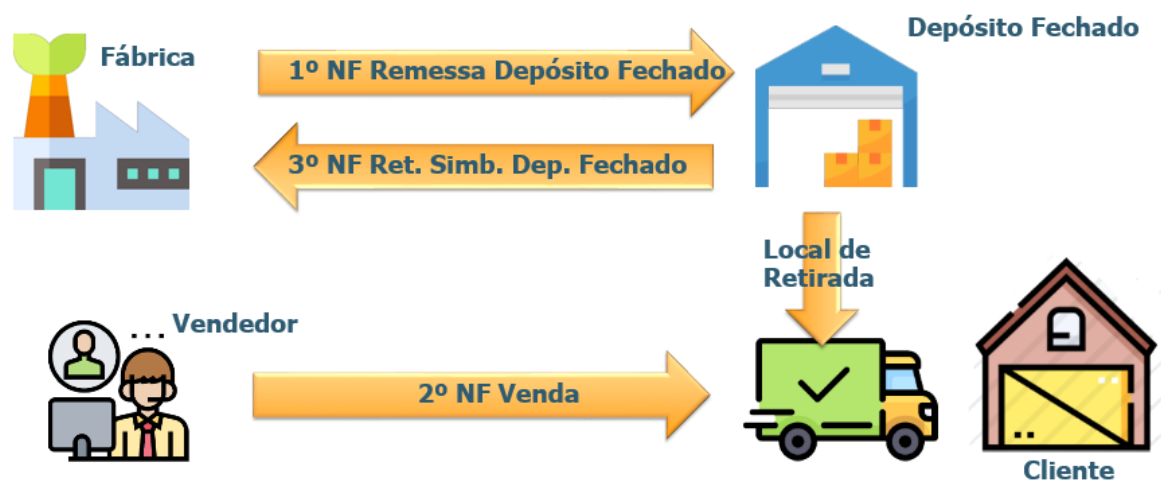 Depósito Fechado
Fábrica
1º NF Remessa Depósito Fechado
3º NF Ret. Simb. Dep. Fechado
Local de
Retirada
Vendedor
2º NF Venda
Cliente